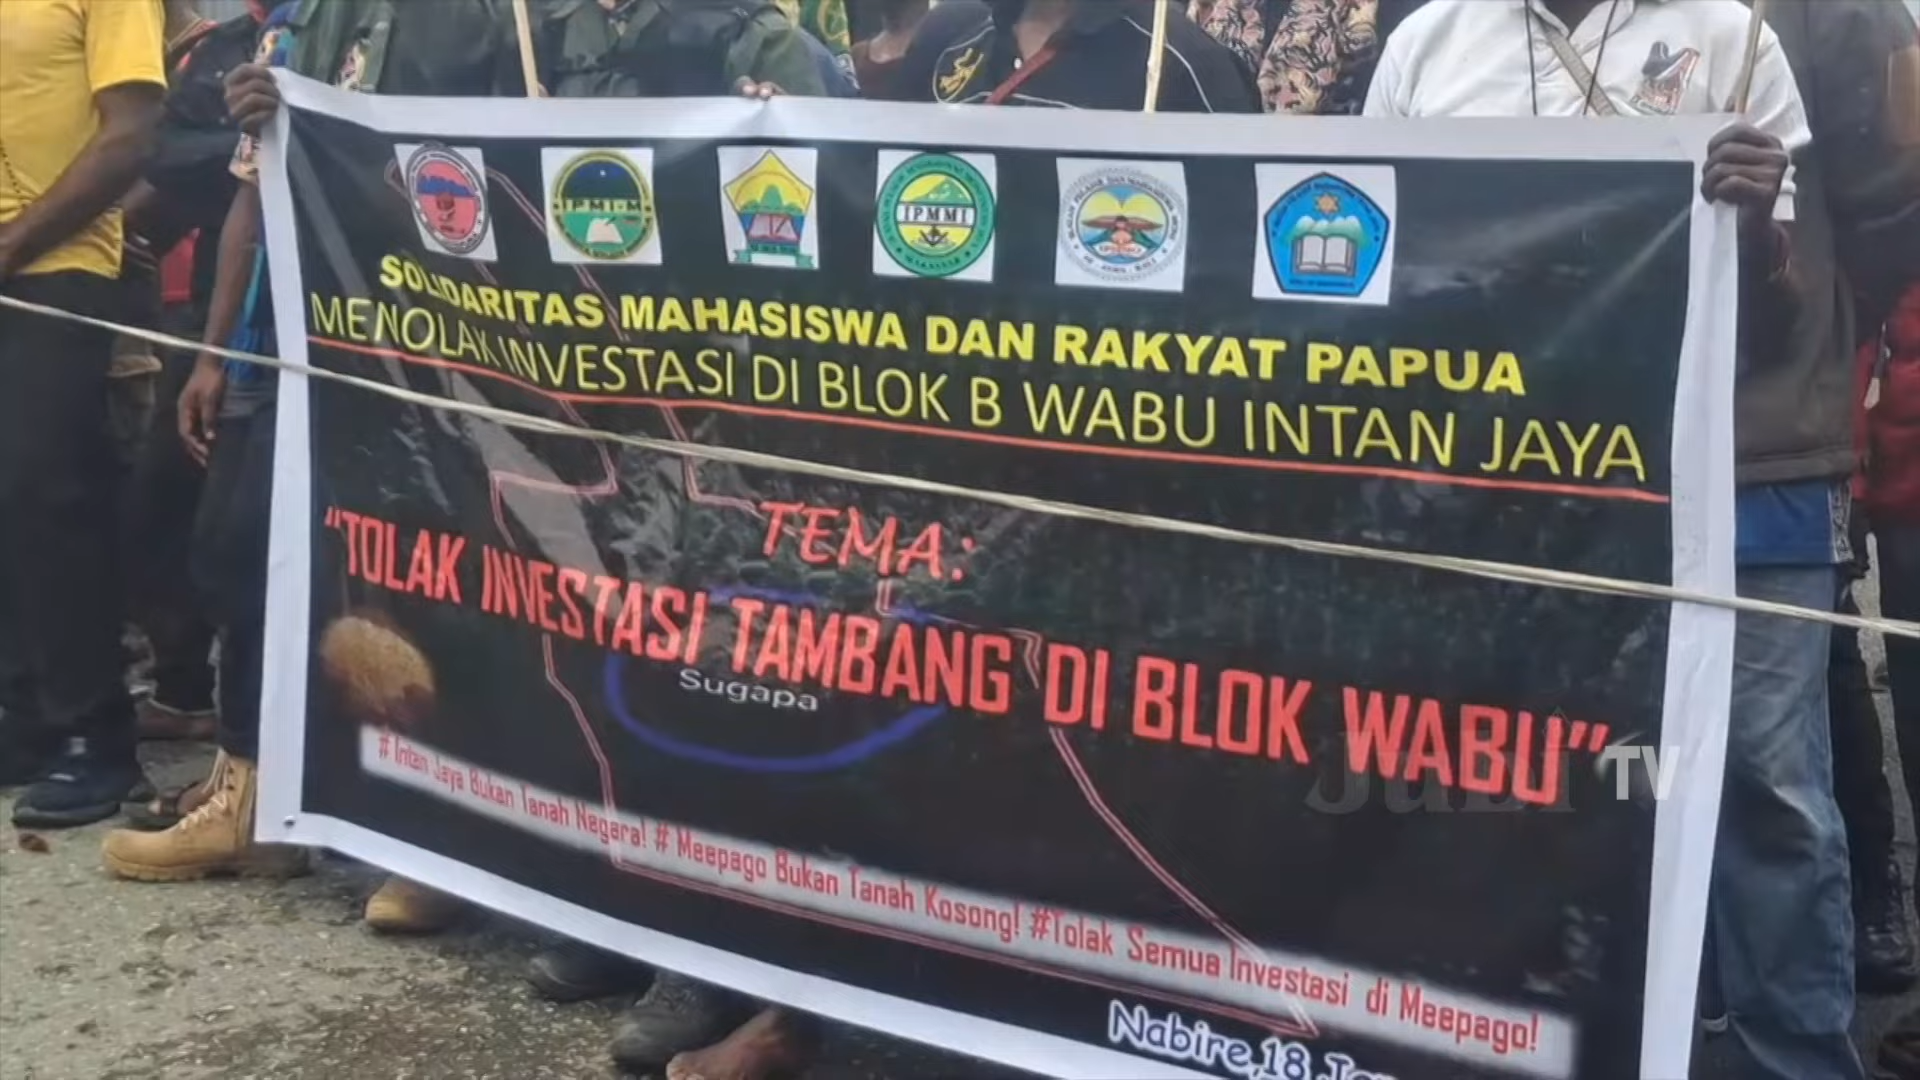 IPMI-M
IPMMI
MAKASSAR
SOLIDARITAS MAHASISWA DAN RAKYAT PAPUA
MENOLAK INVESTASI DI BLOK B WABU INTAN JAYA
TEMA:
"TOLAK INVESTASI TAMBANG DI BLOK WABU"
Sugapa
# Intan Jaya Bukan Tanah Negara! # Meepago Bukan Tanah Kosong! #Tolak Semua Investasi di Meepago!
Nabire, 18
Jubi TV